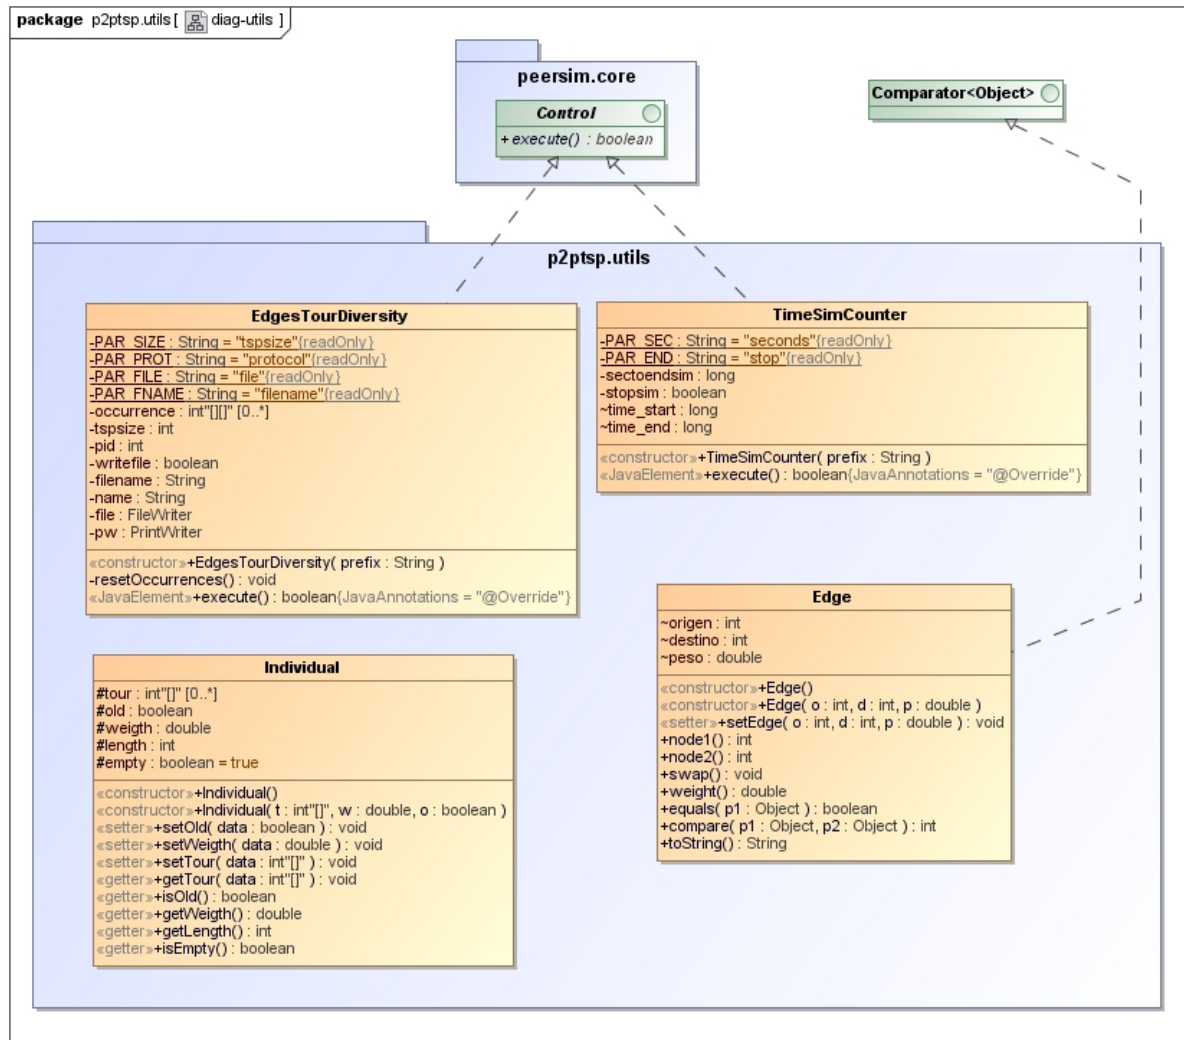 package p2ptsp.utils [ diag-utils ]
peersim.core
Control
+execute() : boolean
Comparator<Object>
p2ptsp.utils
EdgesTourDiversity
-PAR_SIZE : String = "tspsize"{readOnly}
-PAR_PROT : String = "protocol"{readOnly}
-PAR_FILE : String = "file"{readOnly}
-PAR_FNAME : String = "filename"{readOnly}
-occurrence : int"[][]" [0..*]
-tspsize : int
-pid : int
-writefile : boolean
-filename : String
-name : String
-file : FileWriter
-pw : PrintWriter
«constructor»+EdgesTourDiversity( prefix : String )
-resetOccurrences() : void
«JavaElement»+execute() : boolean{JavaAnnotations = "@Override"}
TimeSimCounter
-PAR_SEC : String = "seconds"{readOnly}
-PAR_END : String = "stop"{readOnly}
-sectoendsim : long
-stopsim : boolean
~time_start : long
~time_end : long
«constructor»+TimeSimCounter( prefix : String )
«JavaElement»+execute() : boolean{JavaAnnotations = "@Override"}
Individual
#tour : int"[]" [0..*]
#old : boolean
#weigth : double
#length : int
#empty : boolean = true
«constructor»+Individual()
«constructor»+Individual( t : int"[]", w : double, o : boolean )
«setter»+setOld( data : boolean ) : void
«setter»+setWeigth( data : double ) : void
«setter»+setTour( data : int"[]" ) : void
«getter»+getTour( data : int"[]" ) : void
«getter»+isOld() : boolean
«getter»+getWeigth() : double
«getter»+getLength() : int
«getter»+isEmpty() : boolean
Edge
~origen : int
~destino : int
~peso : double
«constructor»+Edge()
«constructor»+Edge( o : int, d : int, p : double )
«setter»+setEdge( o : int, d : int, p : double ) : void
+node1() : int
+node2() : int
+swap() : void
+weight() : double
+equals( p1 : Object ) : boolean
+compare( p1 : Object, p2 : Object ) : int
+toString() : String